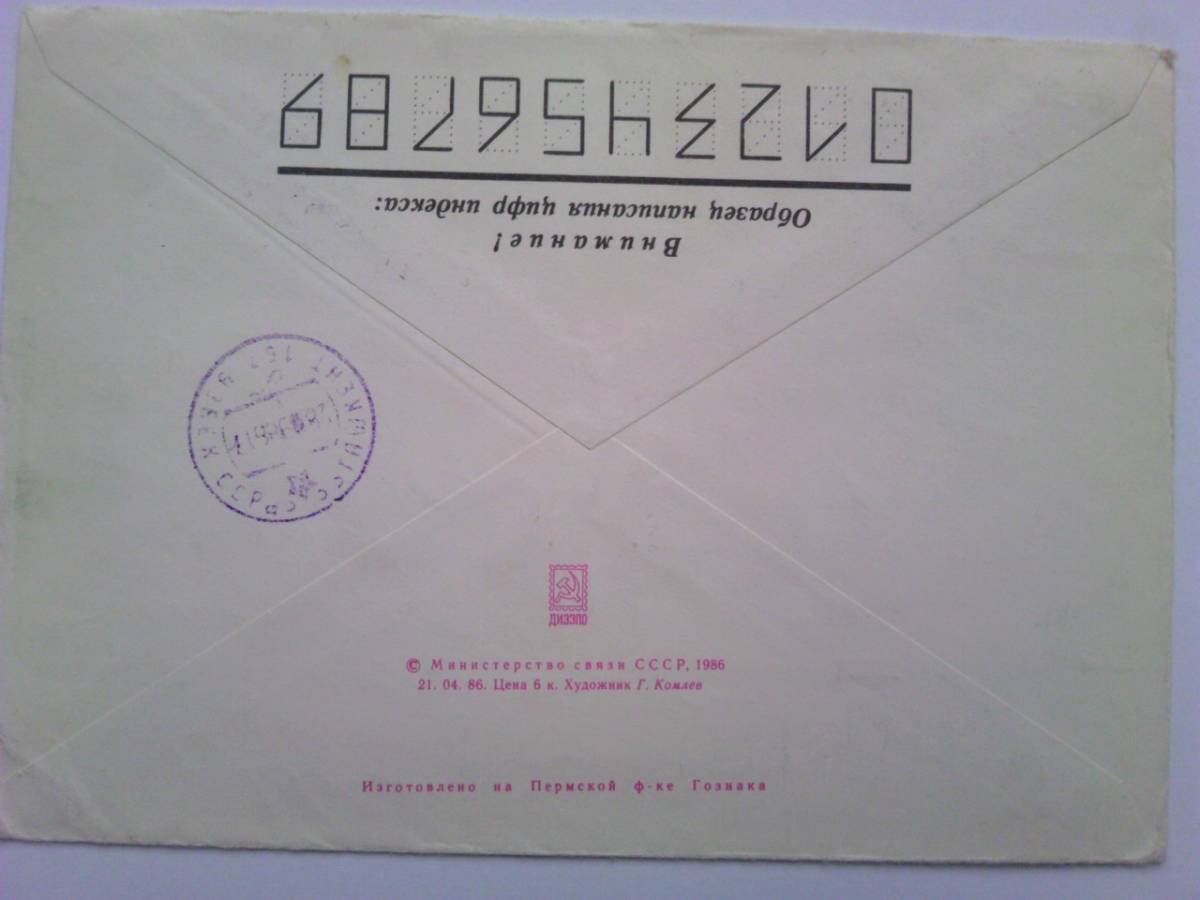 Внимание!
Образец написания цифр индекса:
0123456789
ДИЭЗПО
© Министерство связи СССР, 1986
21. 04. 86. Цена 6 к. Художник Г. Комлев
Изготовлено на Пермской ф-ке Гознака